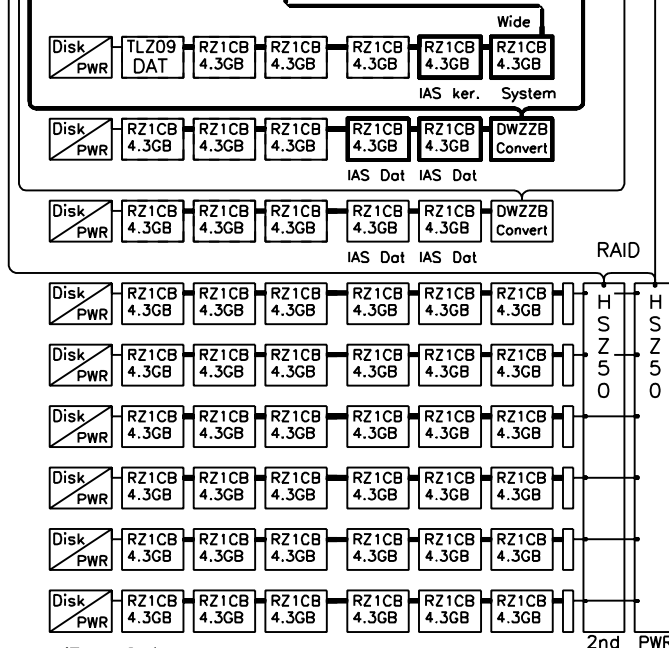 Wide
Disk PWR TLZ09 DAT RZ1CB 4.3GB RZ1CB 4.3GB RZ1CB 4.3GB RZ1CB 4.3GB RZ1CB 4.3GB
IAS ker. System
Disk PWR RZ1CB 4.3GB RZ1CB 4.3GB RZ1CB 4.3GB RZ1CB 4.3GB RZ1CB 4.3GB DWZZB Convert
IAS Dat IAS Dat
Disk PWR RZ1CB 4.3GB RZ1CB 4.3GB RZ1CB 4.3GB RZ1CB 4.3GB RZ1CB 4.3GB DWZZB Convert
IAS Dat IAS Dat
RAID
Disk PWR RZ1CB 4.3GB RZ1CB 4.3GB RZ1CB 4.3GB RZ1CB 4.3GB RZ1CB 4.3GB RZ1CB 4.3GB
HSZ50 HSZ50
Disk PWR RZ1CB 4.3GB RZ1CB 4.3GB RZ1CB 4.3GB RZ1CB 4.3GB RZ1CB 4.3GB RZ1CB 4.3GB
Disk PWR RZ1CB 4.3GB RZ1CB 4.3GB RZ1CB 4.3GB RZ1CB 4.3GB RZ1CB 4.3GB RZ1CB 4.3GB
Disk PWR RZ1CB 4.3GB RZ1CB 4.3GB RZ1CB 4.3GB RZ1CB 4.3GB RZ1CB 4.3GB RZ1CB 4.3GB
Disk PWR RZ1CB 4.3GB RZ1CB 4.3GB RZ1CB 4.3GB RZ1CB 4.3GB RZ1CB 4.3GB RZ1CB 4.3GB
Disk PWR RZ1CB 4.3GB RZ1CB 4.3GB RZ1CB 4.3GB RZ1CB 4.3GB RZ1CB 4.3GB RZ1CB 4.3GB
2nd PWR